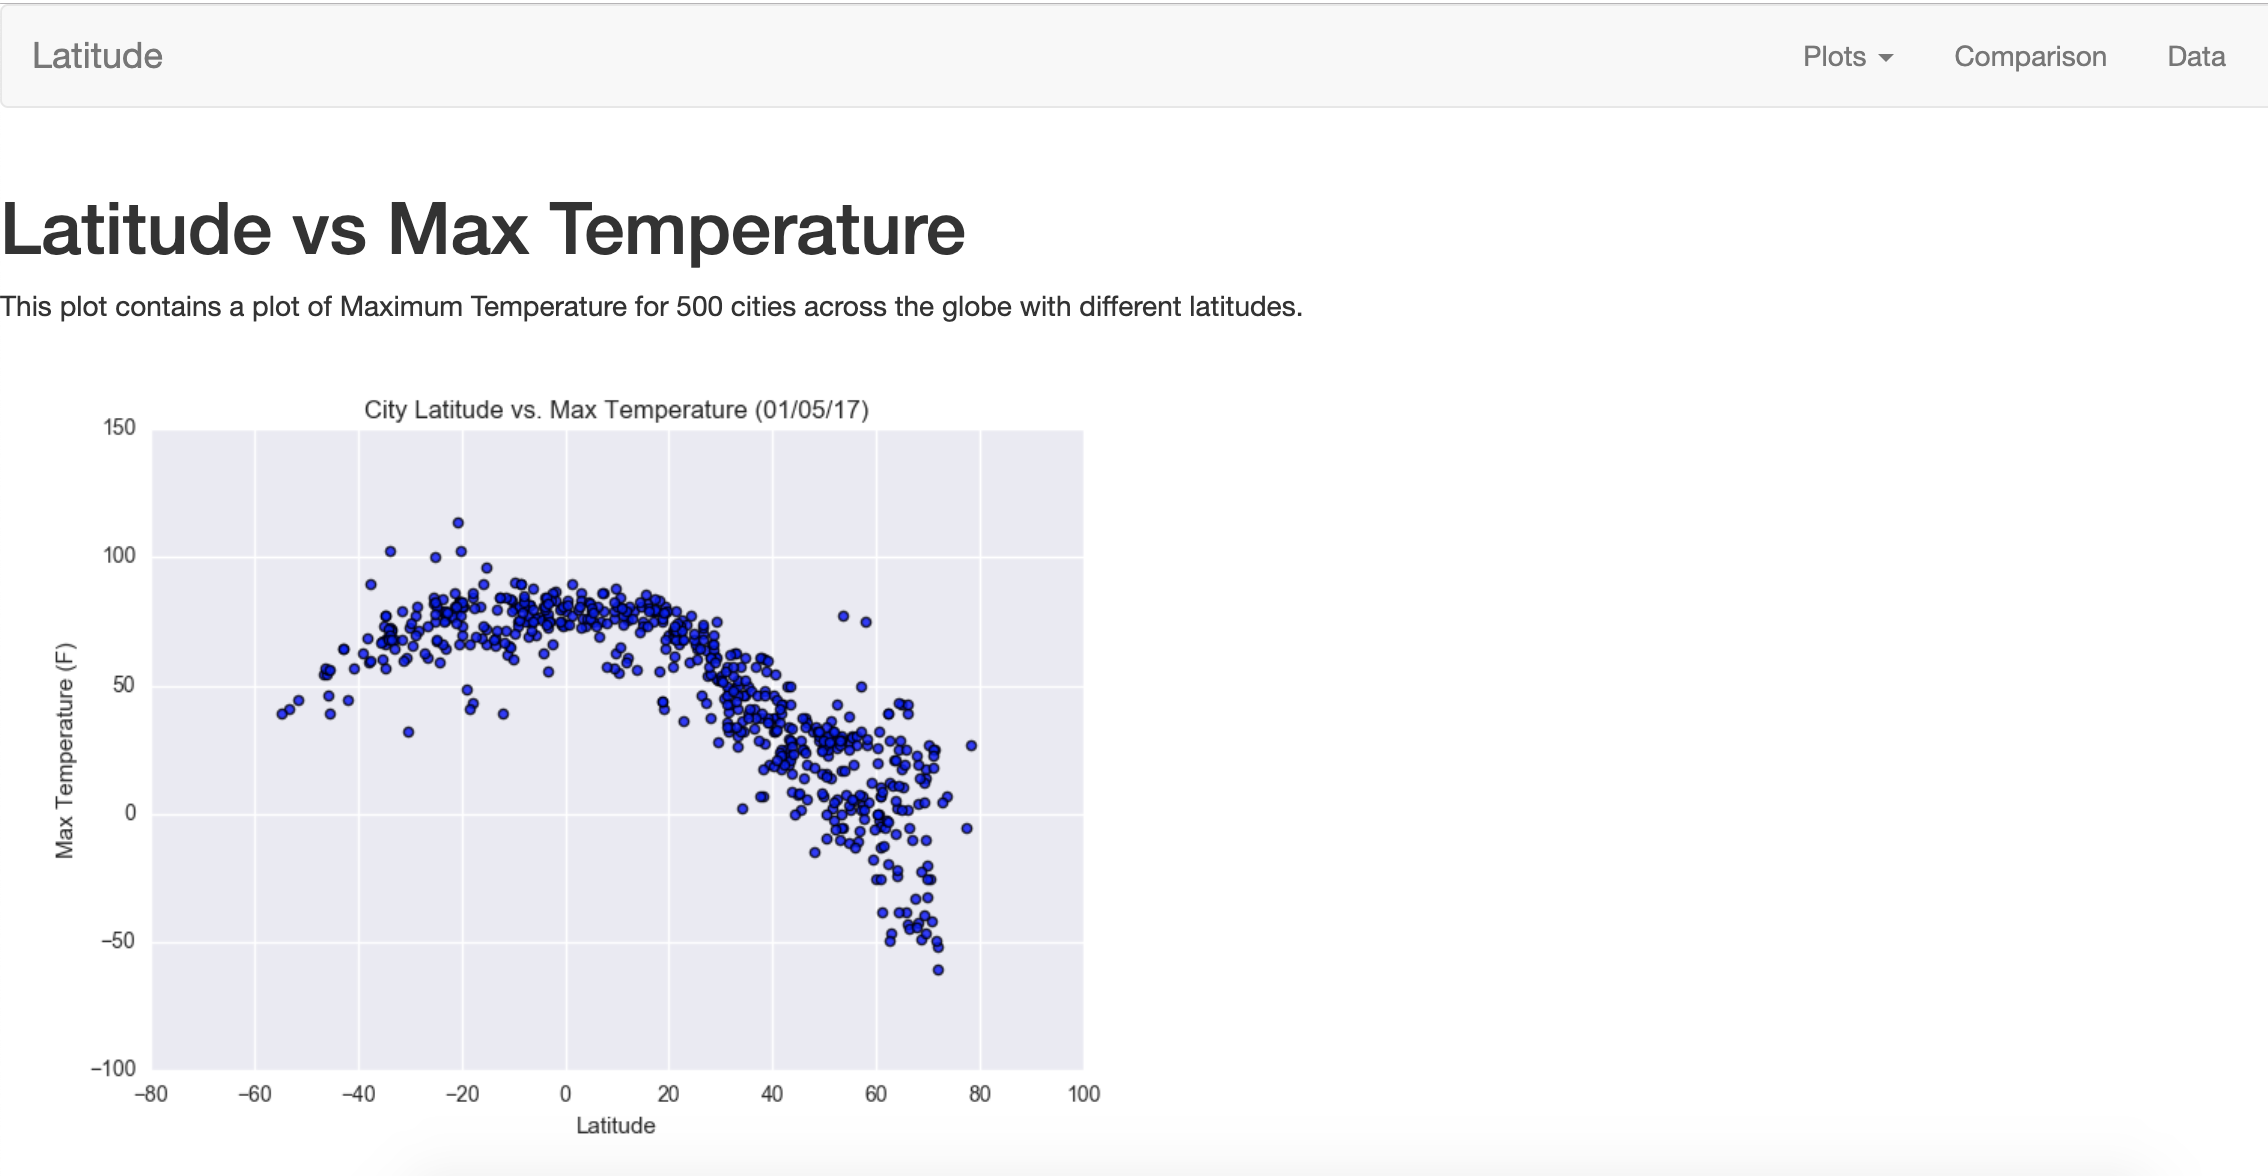 Latitude
Plots Comparison Data
Latitude vs Max Temperature
This plot contains a plot of Maximum Temperature for 500 cities across the globe with different latitudes.
City Latitude vs. Max Temperature (01/05/17)
150
100
50
0
−50
−100
Max Temperature (F)
−80 −60 −40 −20 0 20 40 60 80 100
Latitude